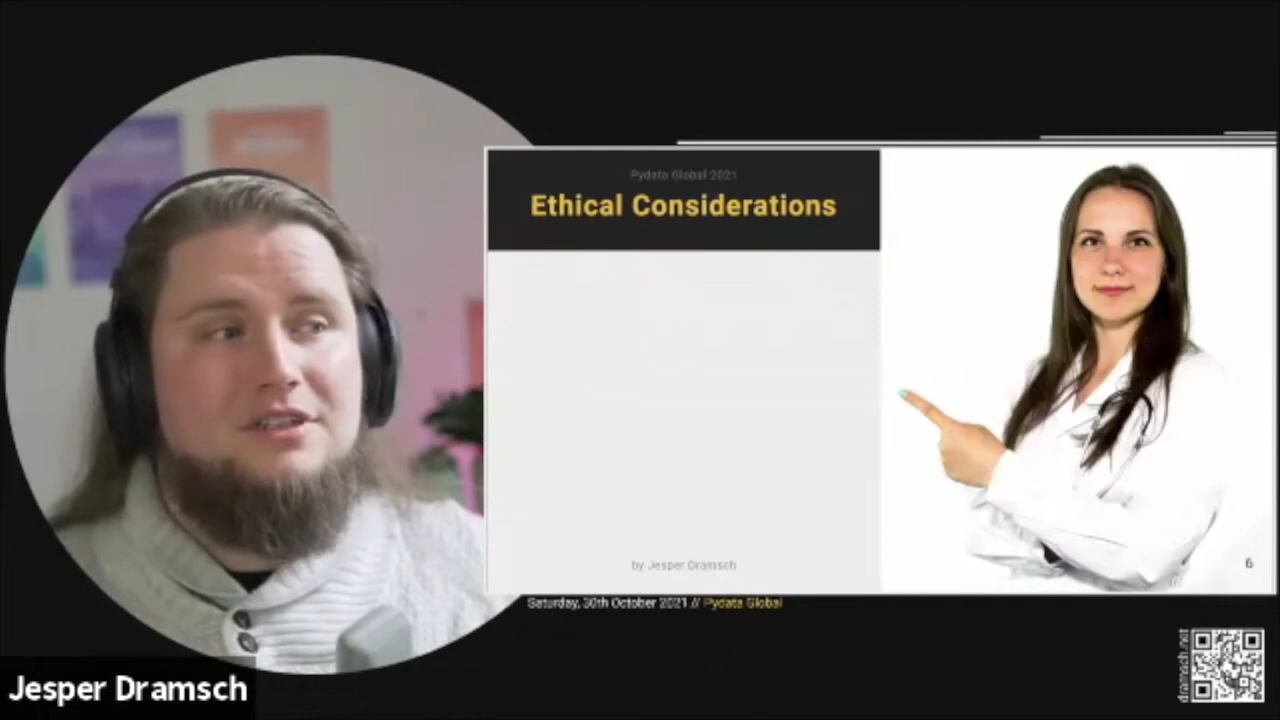 Pydata Global 2021
Ethical Considerations
by Jesper Dramsch
6
Saturday, 30th October 2021 // Pydata Global
dramsch.net
Jesper Dramsch